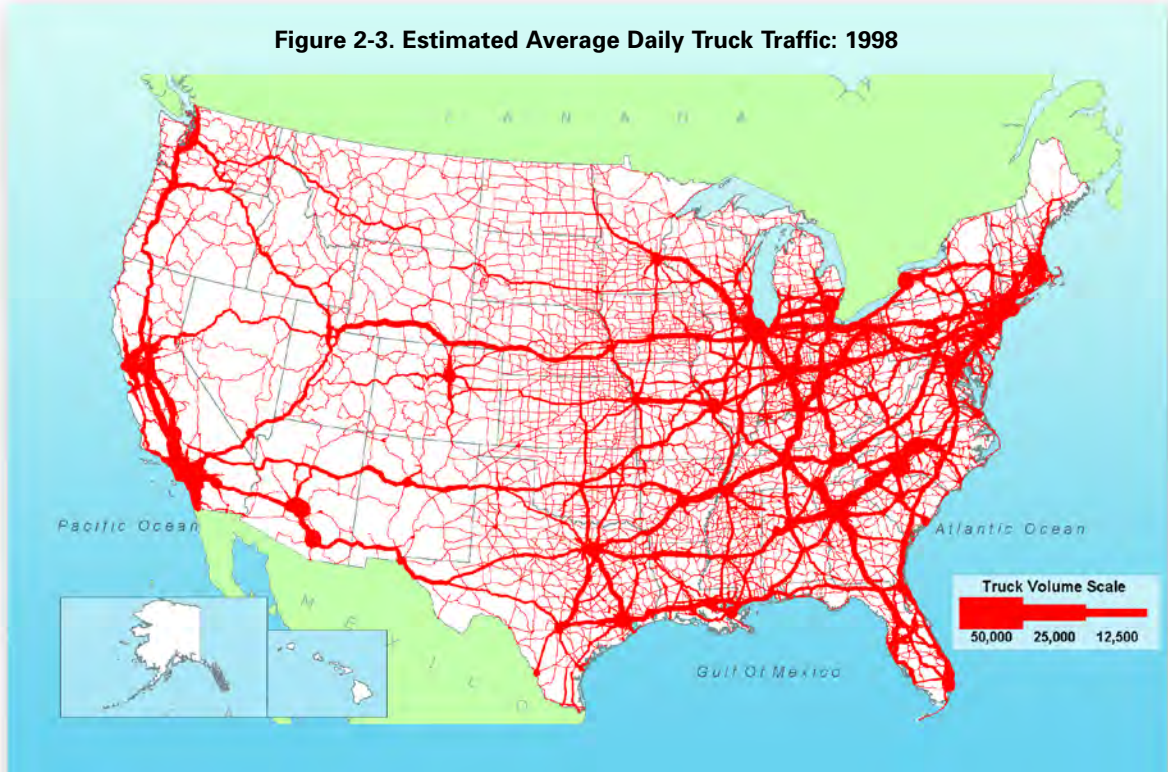 Figure 2-3. Estimated Average Daily Truck Traffic: 1998
C A N A D A
Pacific Ocean
Atlantic Ocean
Truck Volume Scale
50,000 25,000 12,500
M E X I C O
Gulf Of Mexico